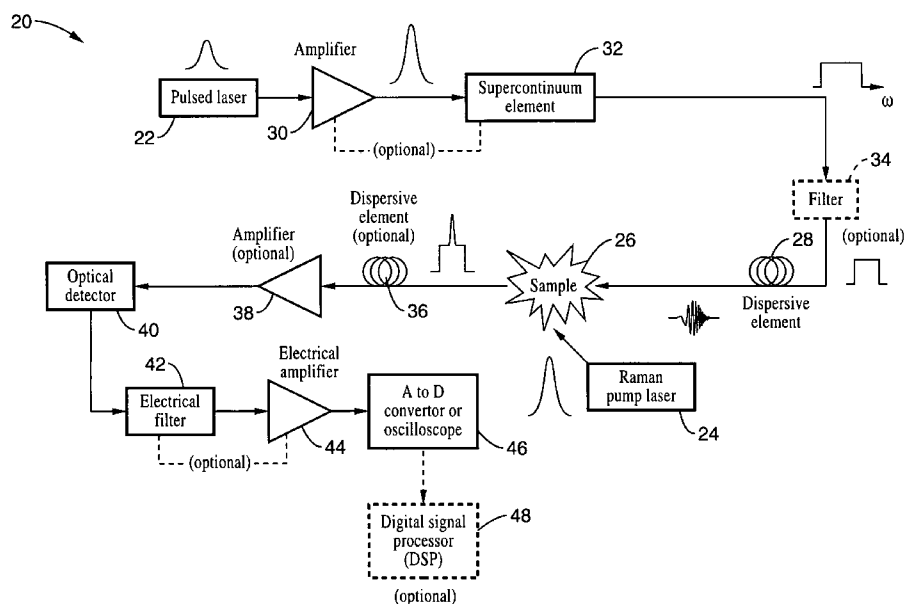 20
Pulsed laser
22
Amplifier
30
(optional)
Supercontinuum
element
32
ω
34
Filter
(optional)
28
Dispersive
element
26
Sample
Raman
pump laser
24
Dispersive
element
(optional)
36
Amplifier
(optional)
38
Optical
detector
40
42
Electrical
filter
(optional)
Electrical
amplifier
44
A to D
convertor or
oscilloscope
46
Digital signal
processor
(DSP)
48
(optional)